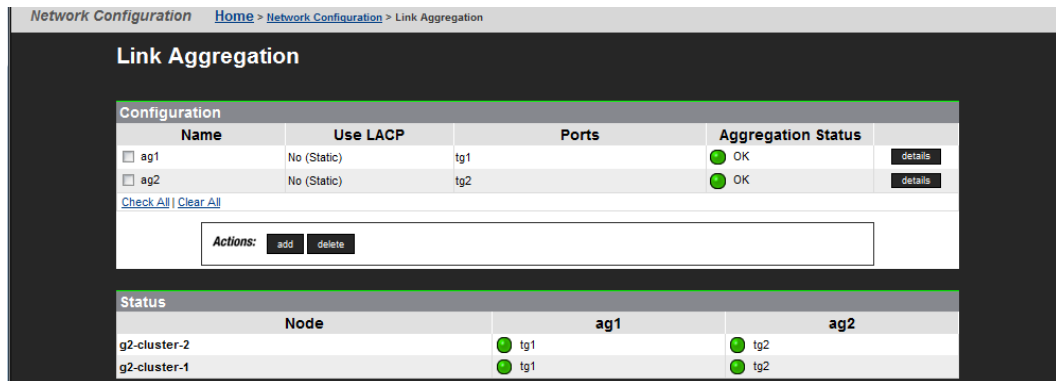 Network Configuration Home > Network Configuration > Link Aggregation
Link Aggregation
Configuration
Name Use LACP Ports Aggregation Status
ag1 No (Static) tg1 OK details
ag2 No (Static) tg2 OK details
Check All | Clear All
Actions: add delete
Status
Node ag1 ag2
g2-cluster-2 tg1 tg2
g2-cluster-1 tg1 tg2